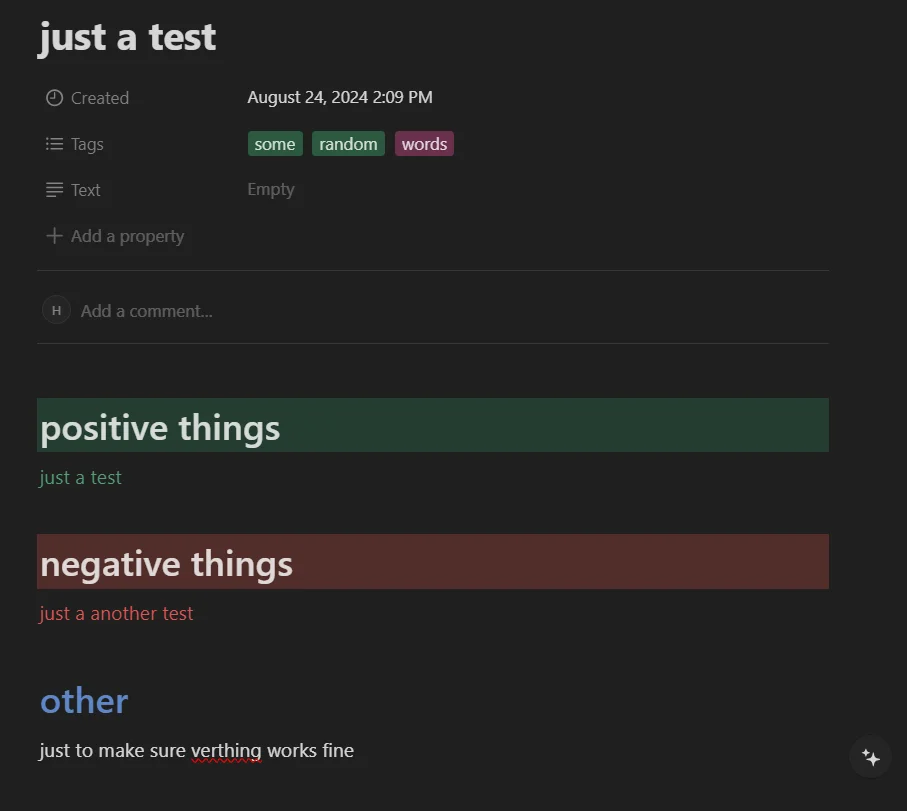 just a test
Created August 24, 2024 2:09 PM
Tags some random words
Text Empty
Add a property
H Add a comment...
positive things
just a test
negative things
just a another test
other
just to make sure verthing works fine